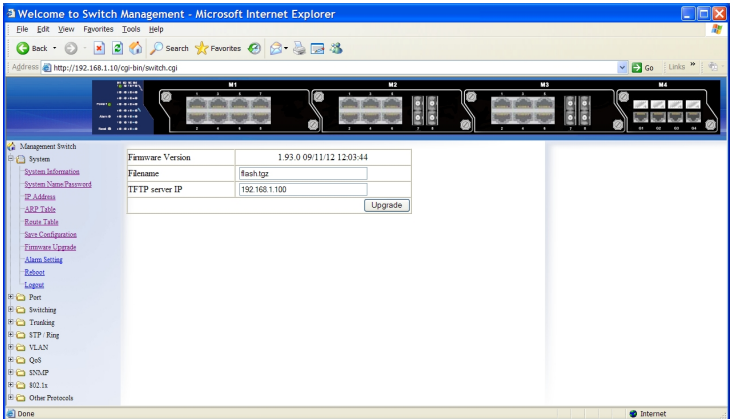 Welcome to Switch Management - Microsoft Internet Explorer
File Edit View Favorites Tools Help
Back Search Favorites
Address http://192.168.1.10/cgi-bin/switch.cgi Go Links »
M1 M2 M3 M4
G1 G2 G3 G4
Management Switch
System
System Information
System Name/Password
IP Address
ARP Table
Route Table
Save Configuration
Firmware Upgrade
Alarm Setting
Reboot
Logout
Port
Switching
Trunking
STP / Ring
VLAN
QoS
SNMP
802.1x
Other Protocols
Firmware Version 1.93.0 09/11/12 12:03:44
Filename flash.tgz
TFTP server IP 192.168.1.100
Upgrade
Done Internet